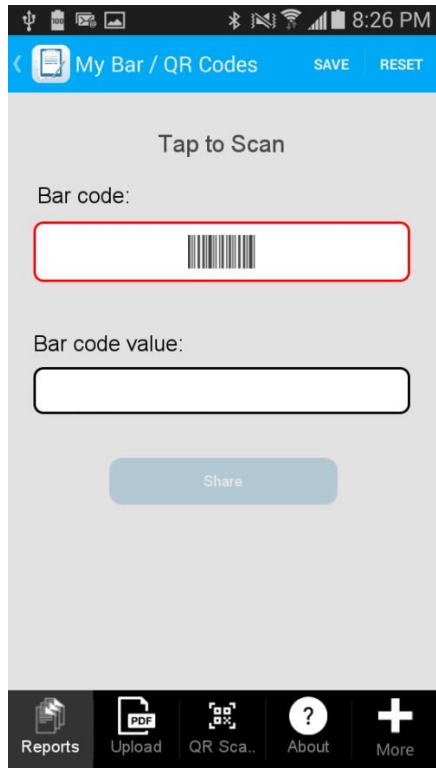 100 8:26 PM
My Bar / QR Codes SAVE RESET
Tap to Scan
Bar code:
Bar code value:
Share
PDF ?
Reports Upload QR Sca.. About More